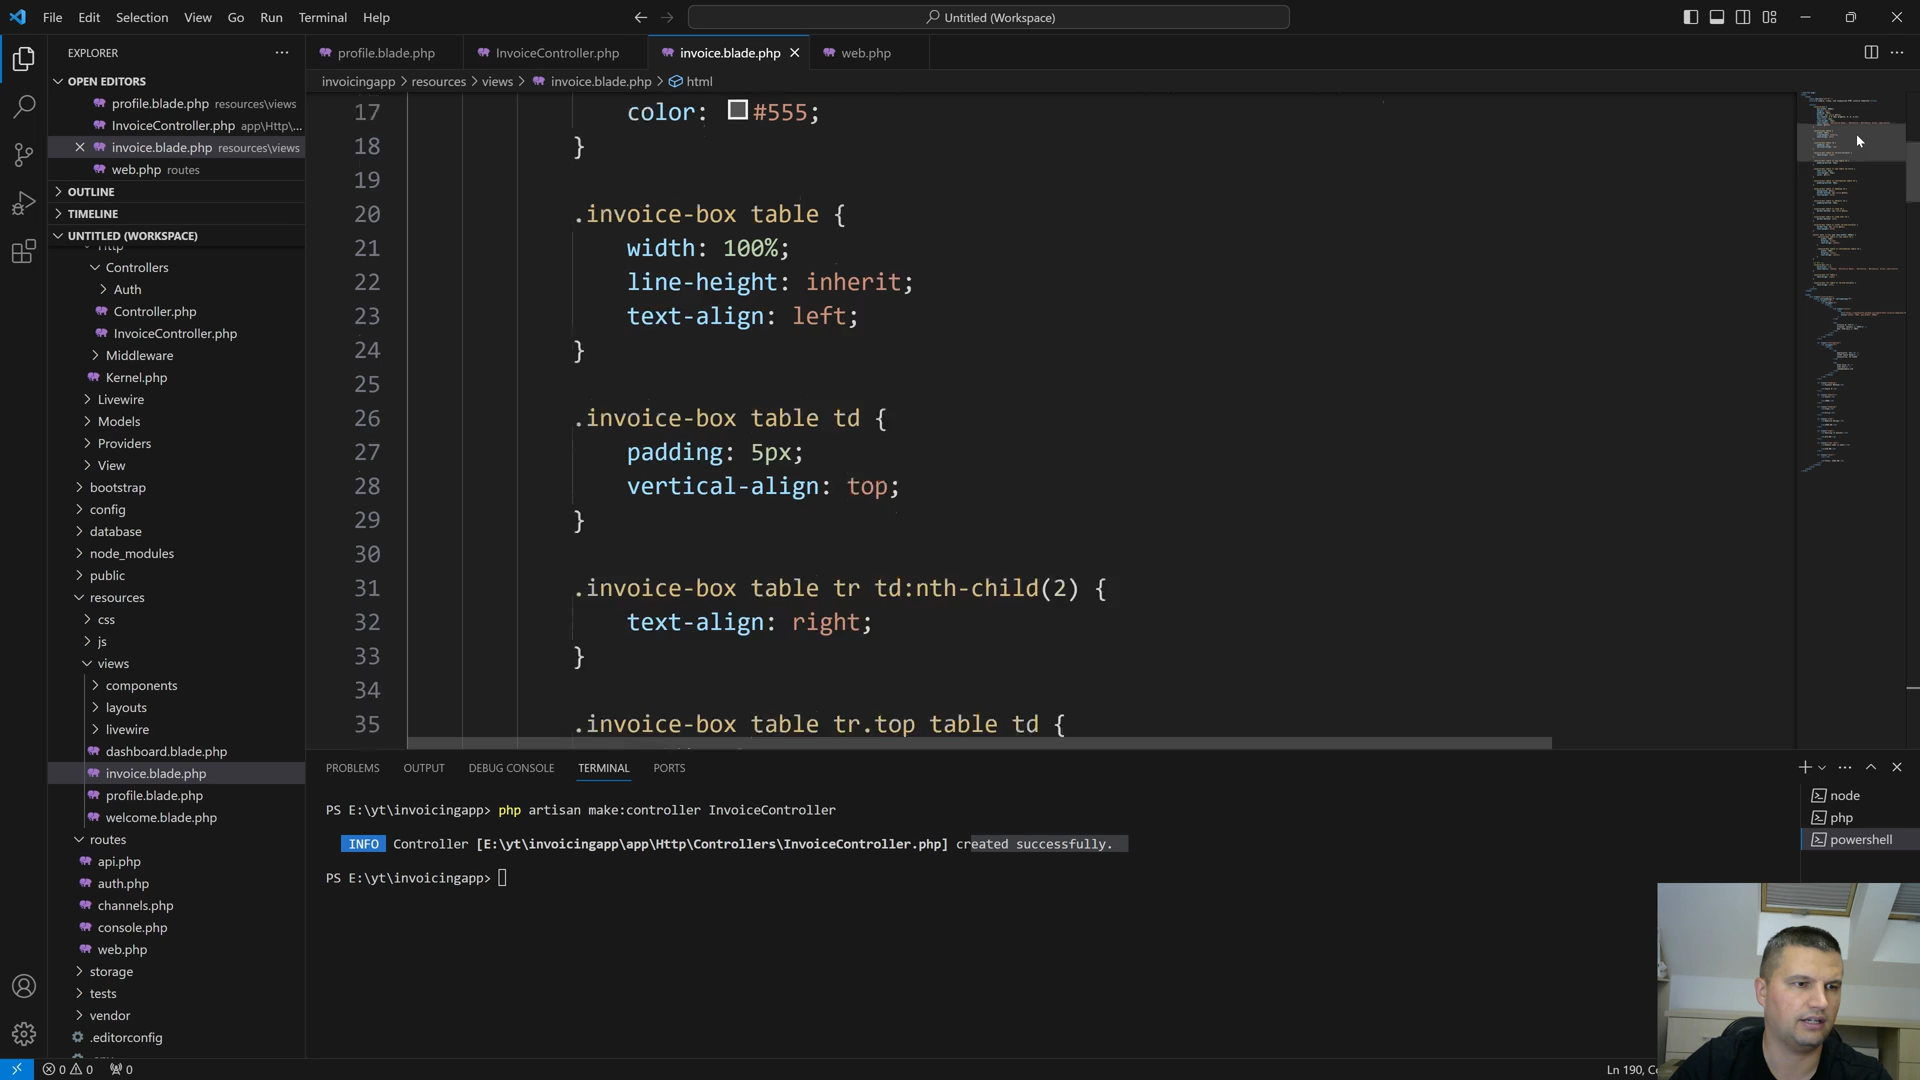 File Edit Selection View Go Run Terminal Help
Untitled (Workspace)
EXPLORER
OPEN EDITORS
profile.blade.php resources\views
InvoiceController.php app\Http\...
invoice.blade.php resources\views
web.php routes
OUTLINE
TIMELINE
UNTITLED (WORKSPACE)
Http
Controllers
Auth
Controller.php
InvoiceController.php
Middleware
Kernel.php
Livewire
Models
Providers
View
bootstrap
config
database
node_modules
public
resources
css
js
views
components
layouts
livewire
dashboard.blade.php
invoice.blade.php
profile.blade.php
welcome.blade.php
routes
api.php
auth.php
channels.php
console.php
web.php
storage
tests
vendor
.editorconfig
profile.blade.php InvoiceController.php invoice.blade.php web.php
invoicingapp > resources > views > invoice.blade.php > html
17 color: #555;
18 }
19
20 .invoice-box table {
21 width: 100%;
22 line-height: inherit;
23 text-align: left;
24 }
25
26 .invoice-box table td {
27 padding: 5px;
28 vertical-align: top;
29 }
30
31 .invoice-box table tr td:nth-child(2) {
32 text-align: right;
33 }
34
35 .invoice-box table tr.top table td {
PROBLEMS OUTPUT DEBUG CONSOLE TERMINAL PORTS
PS E:\yt\invoicingapp> php artisan make:controller InvoiceController
INFO Controller [E:\yt\invoicingapp\app\Http\Controllers\InvoiceController.php] created successfully.
PS E:\yt\invoicingapp>
node
php
powershell
0 0 0
Ln 190,